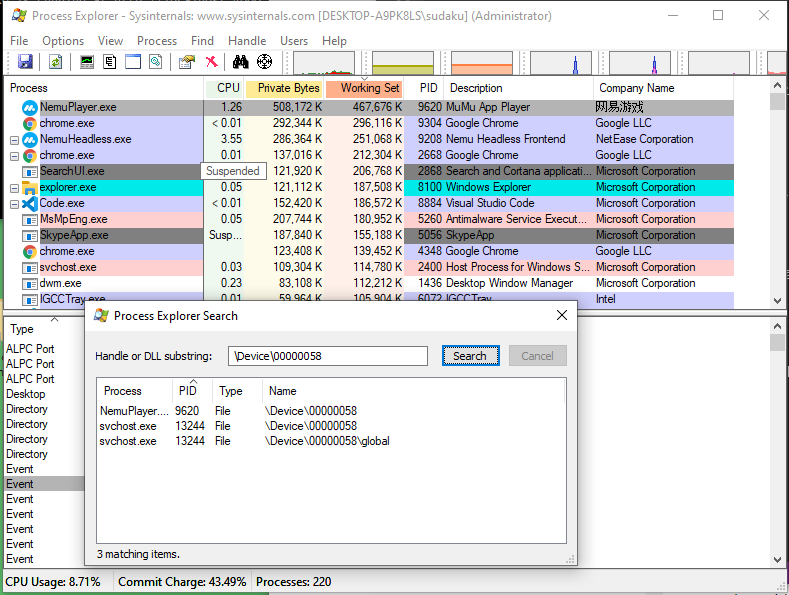 Process Explorer - Sysinternals: www.sysinternals.com [DESKTOP-A9PK8LS\sudaku] (Administrator)
File Options View Process Find Handle Users Help
Process CPU Private Bytes Working Set PID Description Company Name
NemuPlayer.exe 1.26 508,172 K 467,676 K 9620 MuMu App Player 网易游戏
chrome.exe < 0.01 292,344 K 296,116 K 9304 Google Chrome Google LLC
NemuHeadless.exe 3.55 286,364 K 251,068 K 9208 Nemu Headless Frontend NetEase Corporation
chrome.exe 0.01 137,016 K 212,304 K 2668 Google Chrome Google LLC
SearchUI.exe Suspended 121,920 K 206,768 K 2868 Search and Cortana applicati... Microsoft Corporation
explorer.exe 0.05 121,112 K 187,508 K 8100 Windows Explorer Microsoft Corporation
Code.exe < 0.01 152,420 K 186,572 K 8884 Visual Studio Code Microsoft Corporation
MsMpEng.exe 0.05 207,744 K 180,952 K 5260 Antimalware Service Execut... Microsoft Corporation
SkypeApp.exe Susp... 187,840 K 155,188 K 5056 SkypeApp Microsoft Corporation
chrome.exe 123,408 K 139,452 K 4348 Google Chrome Google LLC
svchost.exe 0.03 109,304 K 114,780 K 2400 Host Process for Windows S... Microsoft Corporation
dwm.exe 0.23 83,108 K 112,212 K 1436 Desktop Window Manager Microsoft Corporation
IGCCTray.exe 0.01 59,964 K 105,904 K 6072 IGCCTray Intel
Type
ALPC Port
ALPC Port
ALPC Port
Desktop
Directory
Directory
Directory
Directory
Event
Event
Event
Event
Event
Event
Event
Process Explorer Search
Handle or DLL substring: \Device\00000058 Search Cancel
Process PID Type Name
NemuPlayer.... 9620 File \Device\00000058
svchost.exe 13244 File \Device\00000058
svchost.exe 13244 File \Device\00000058\global
3 matching items.
CPU Usage: 8.71% Commit Charge: 43.49% Processes: 220